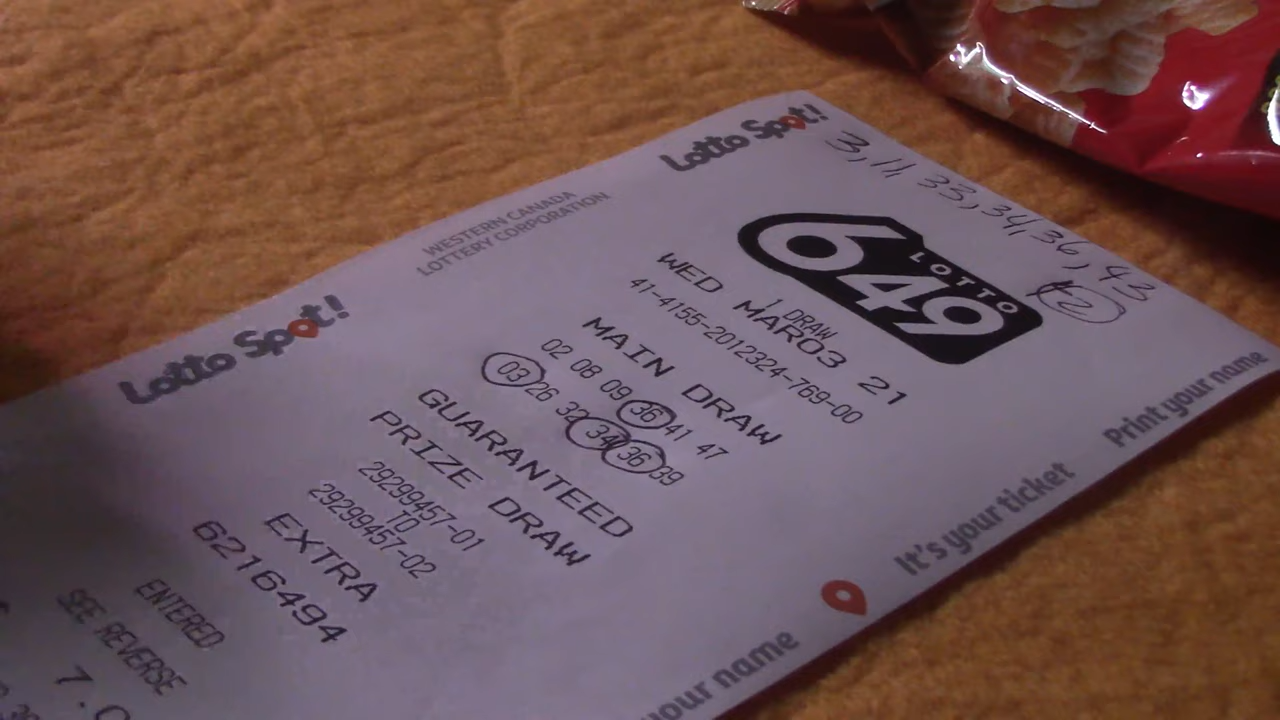 Lotto Spot!
3, 11, 33, 34, 36, 43
42
WESTERN CANADA
LOTTERY CORPORATION
Lotto Spot!
LOTTO
649
1 DRAW
WED MAR03 21
41-4155-2012324-769-00
MAIN DRAW
02 08 09 36 41 47
03 26 32 34 36 39
GUARANTEED
PRIZE DRAW
29299457-01
TO
29299457-02
EXTRA
6216494
ENTERED
SEE REVERSE
7.0
Print your name
It's your ticket
your name